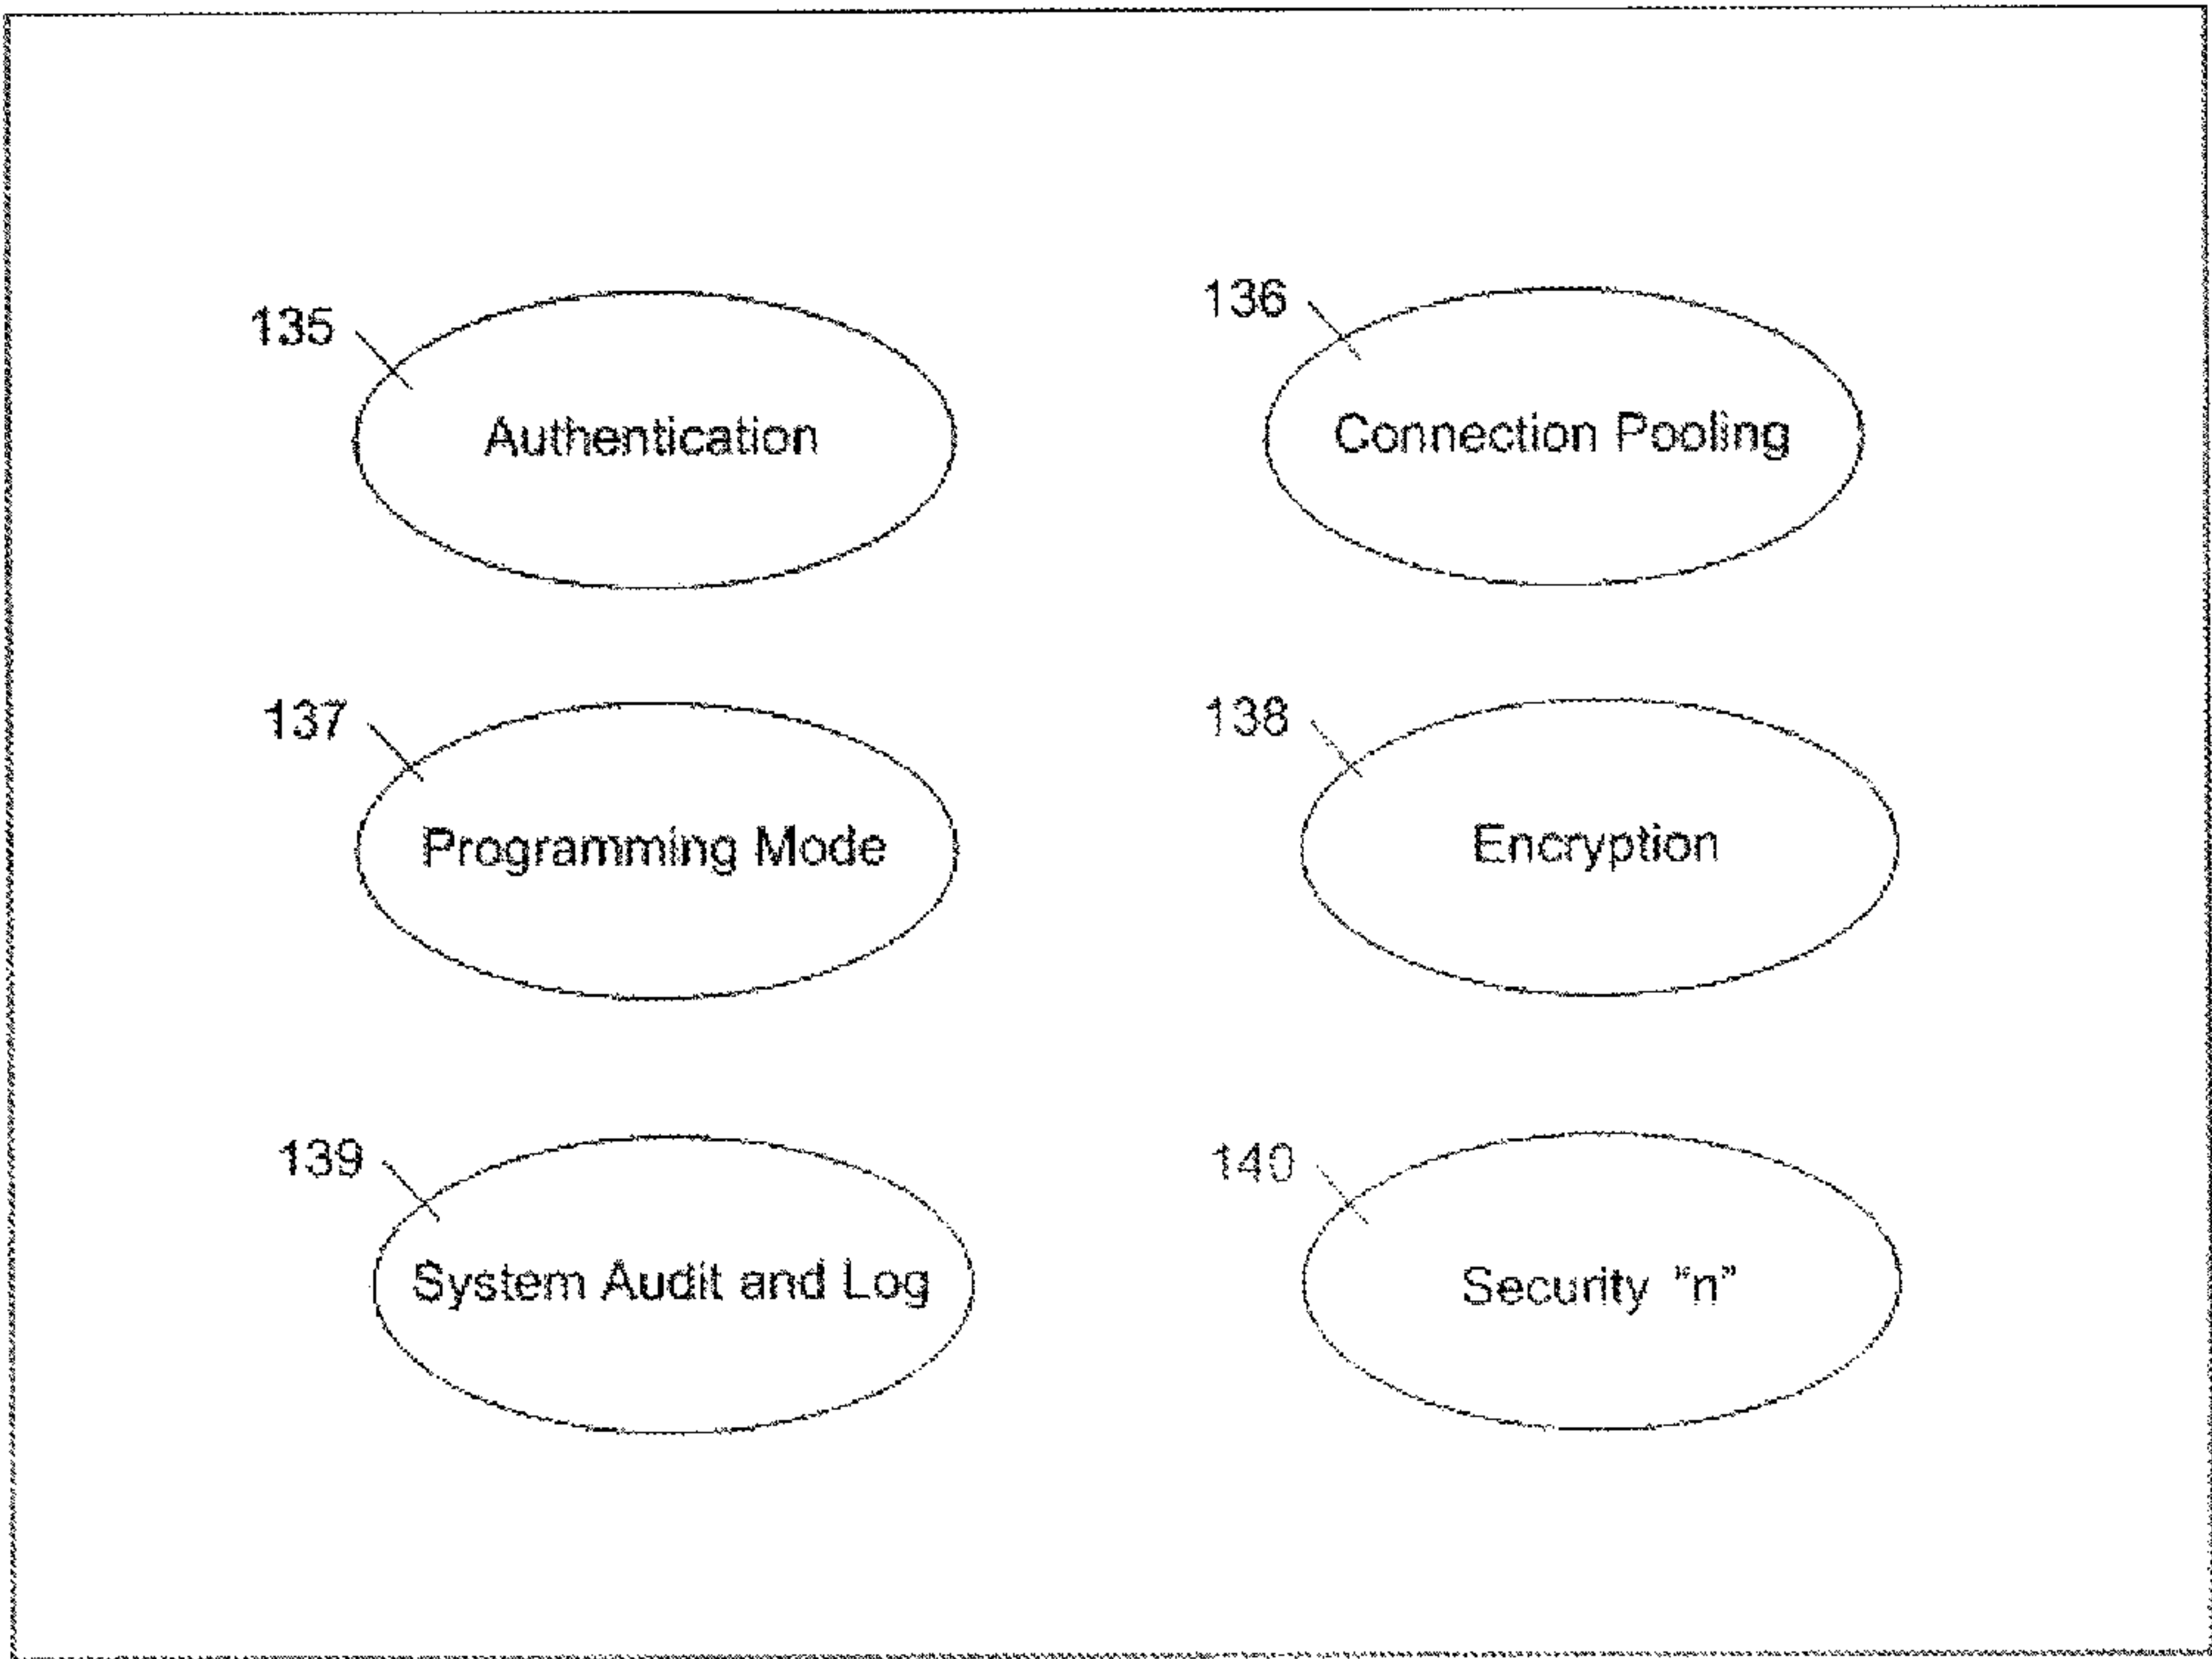 135
Authentication
136
Connection Pooling
137
Programming Mode
138
Encryption
139
System Audit and Log
140
Security “n”